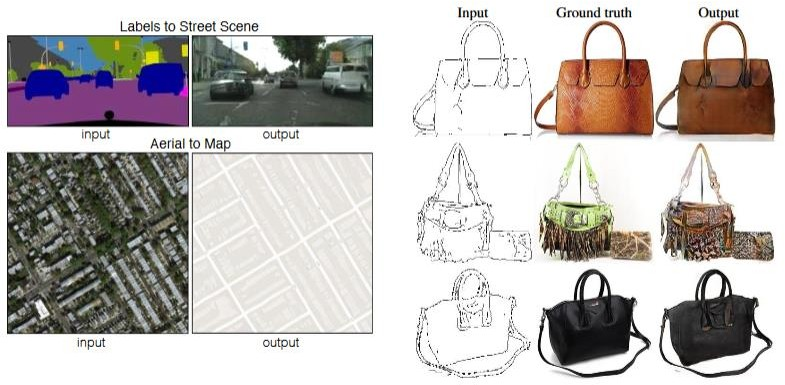 Labels to Street Scene
input
output
Aerial to Map
input
output
Input
Ground truth
Output